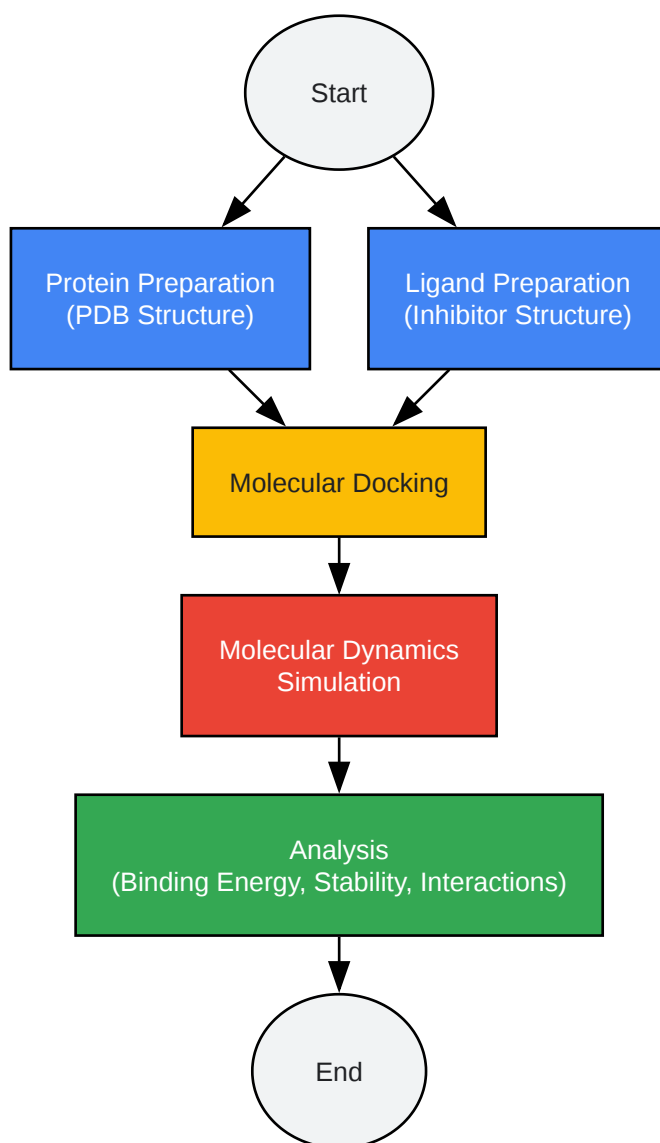 Start
Protein Preparation
(PDB Structure)
Ligand Preparation
(Inhibitor Structure)
Molecular Docking
Molecular Dynamics
Simulation
Analysis
(Binding Energy, Stability, Interactions)
End